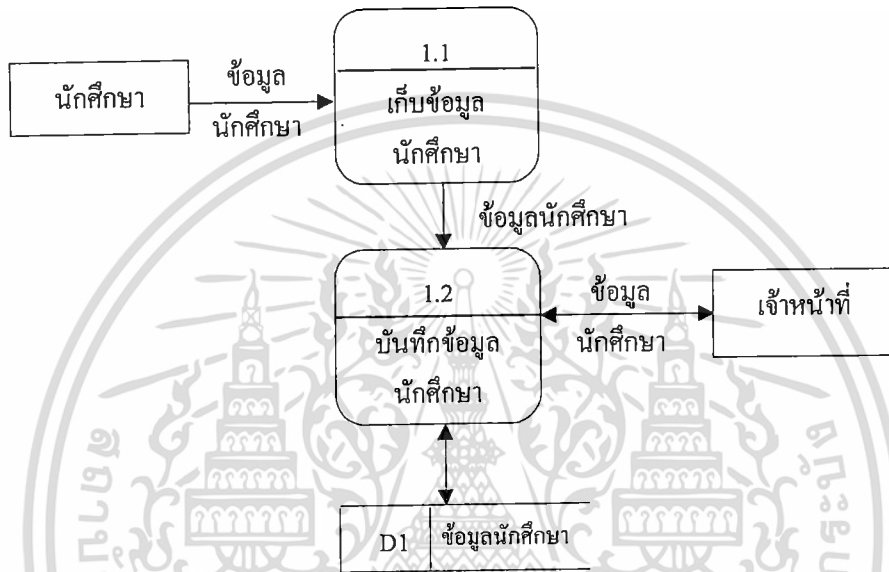 1.1
นักศึกษา
ข้อมูล
นักศึกษา
เก็บข้อมูล
นักศึกษา
ข้อมูลนักศึกษา
1.2
บันทึกข้อมูล
นักศึกษา
ข้อมูล
นักศึกษา
เจ้าหน้าที่
D1
ข้อมูลนักศึกษา